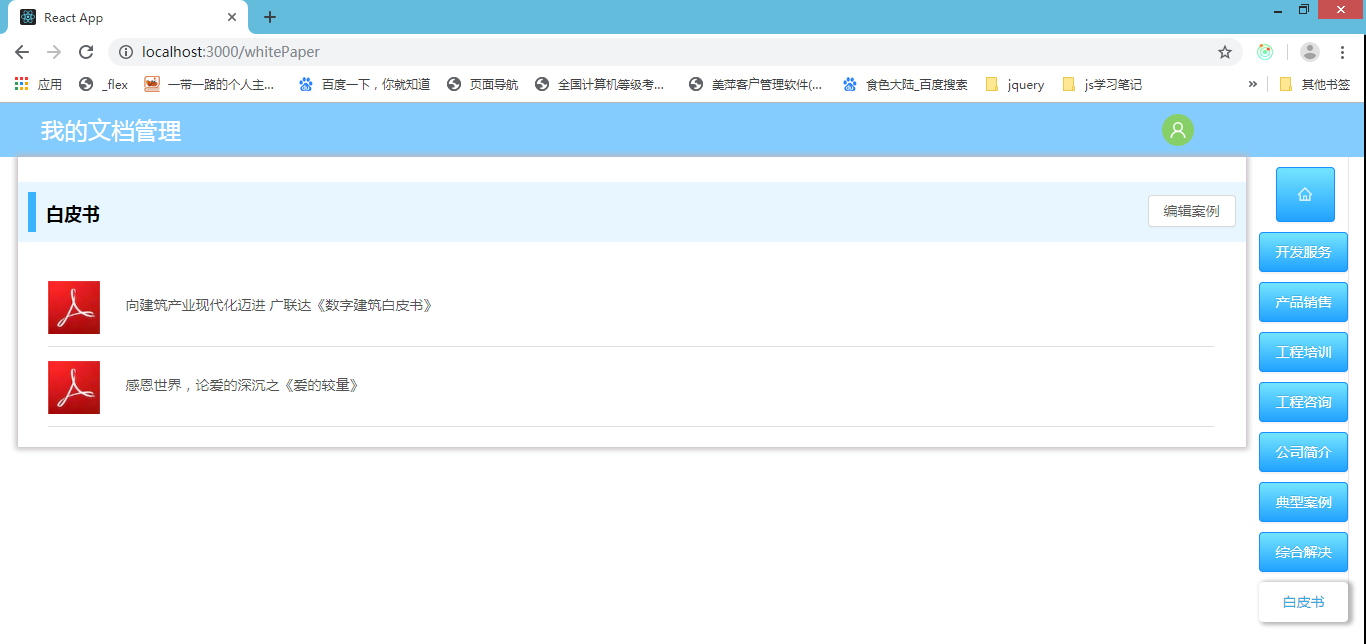 React App
localhost:3000/whitePaper
应用 _flex 一带一路的个人主... 百度一下，你就知道 页面导航 全国计算机等级考... 美萍客户管理软件(... 食色大陆_百度搜索 jquery js学习笔记 » 其他书签
我的文档管理
白皮书
编辑案例
向建筑产业现代化迈进 广联达《数字建筑白皮书》
感恩世界，论爱的深沉之《爱的较量》
开发服务
产品销售
工程培训
工程咨询
公司简介
典型案例
综合解决
白皮书